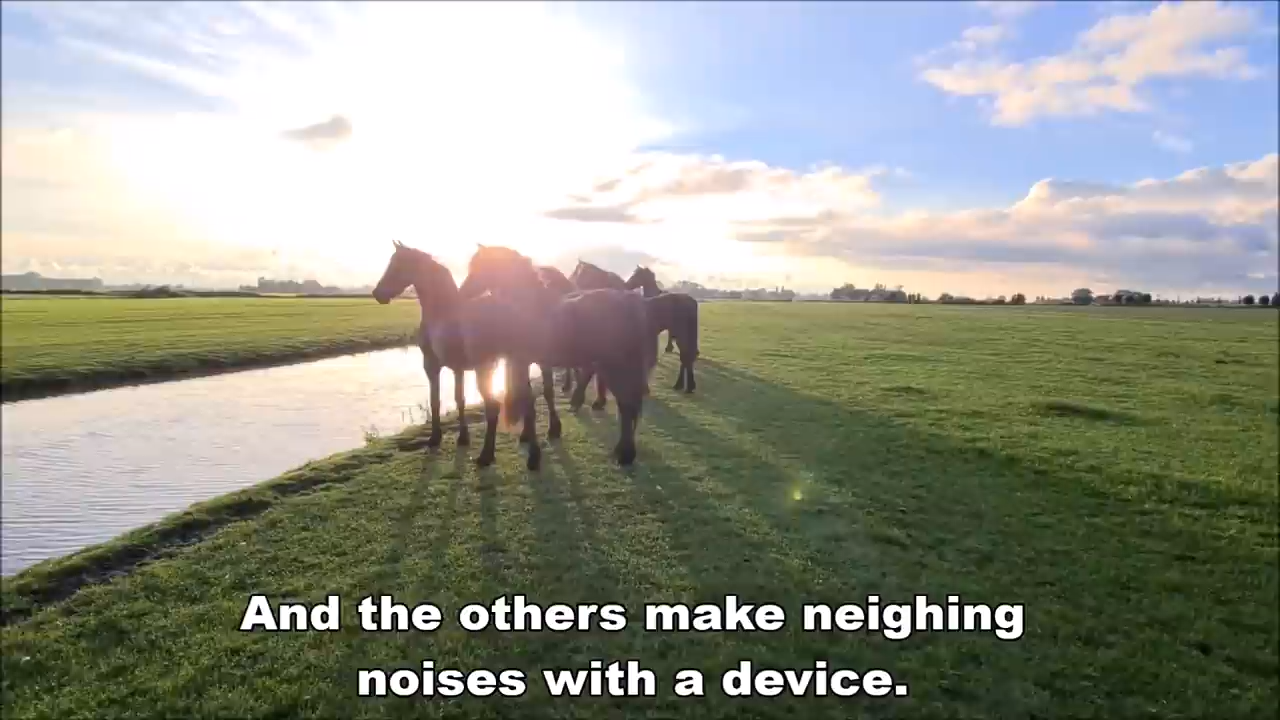 And the others make neighing
noises with a device.